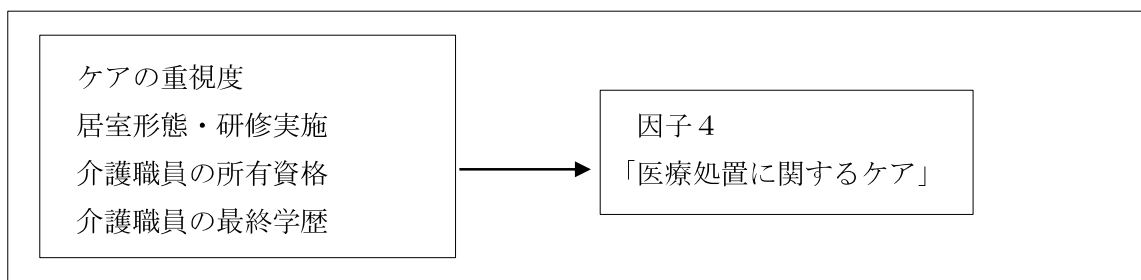 ケアの重視度
居室形態・研修実施
介護職員の所有資格
介護職員の最終学歴
因子４
「医療処置に関するケア」